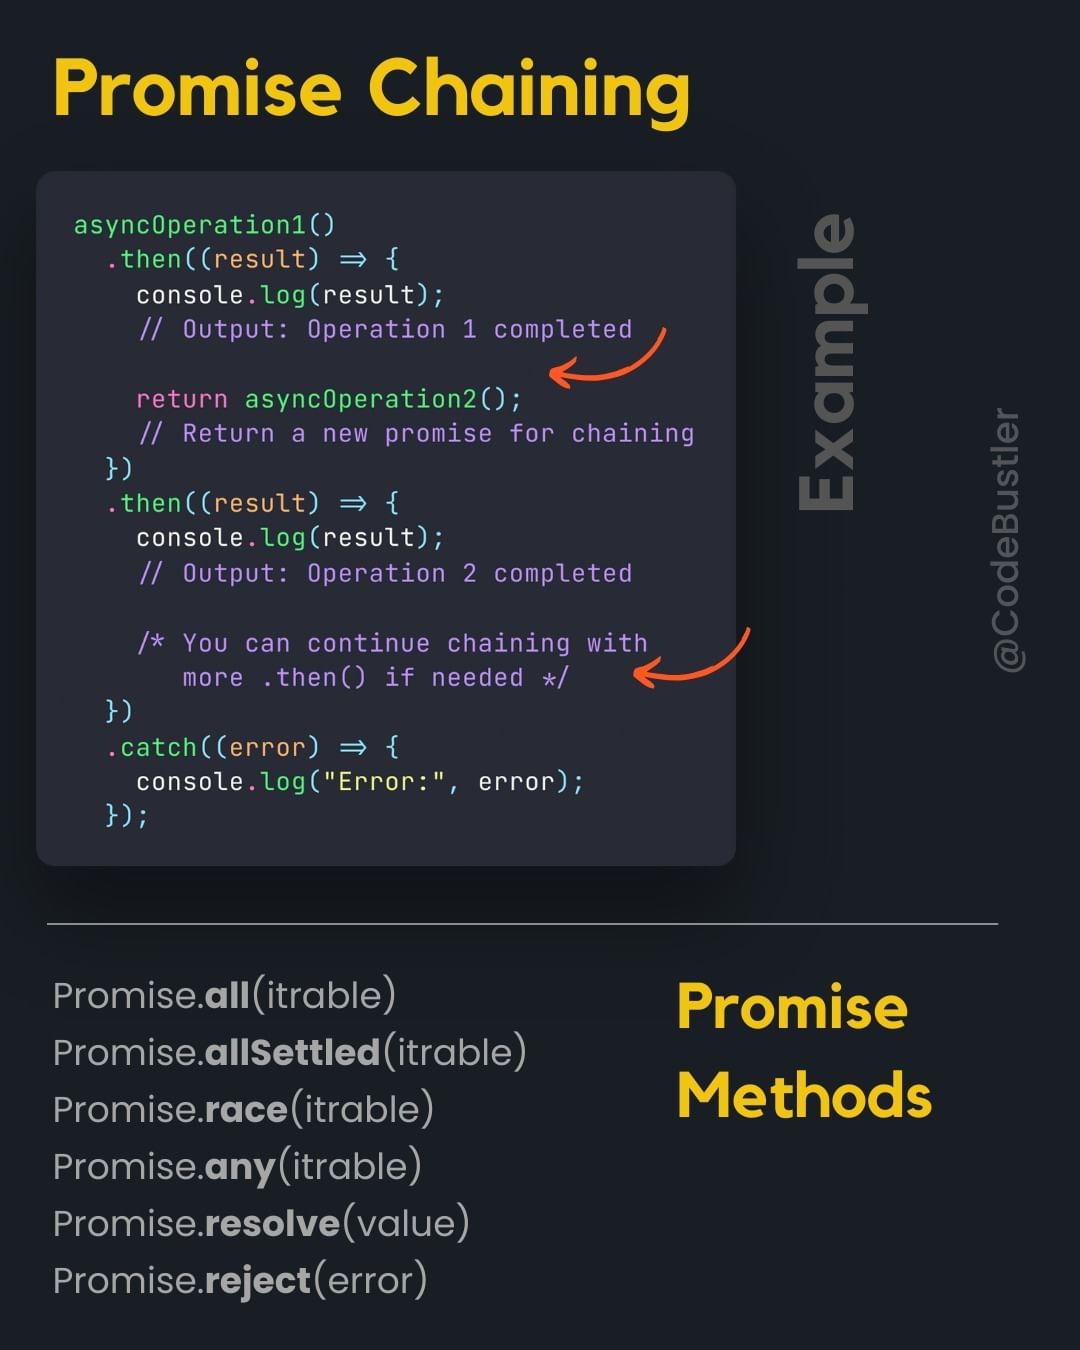 Promise Chaining
asyncOperation1()
  .then((result) => {
    console.log(result);
    // Output: Operation 1 completed

    return asyncOperation2();
    // Return a new promise for chaining
  })
  .then((result) => {
    console.log(result);
    // Output: Operation 2 completed

    /* You can continue chaining with
       more .then() if needed */
  })
  .catch((error) => {
    console.log("Error:", error);
  });
Example
@CodeBustler
Promise.all(itrable)
Promise.allSettled(itrable)
Promise.race(itrable)
Promise.any(itrable)
Promise.resolve(value)
Promise.reject(error)
Promise
Methods